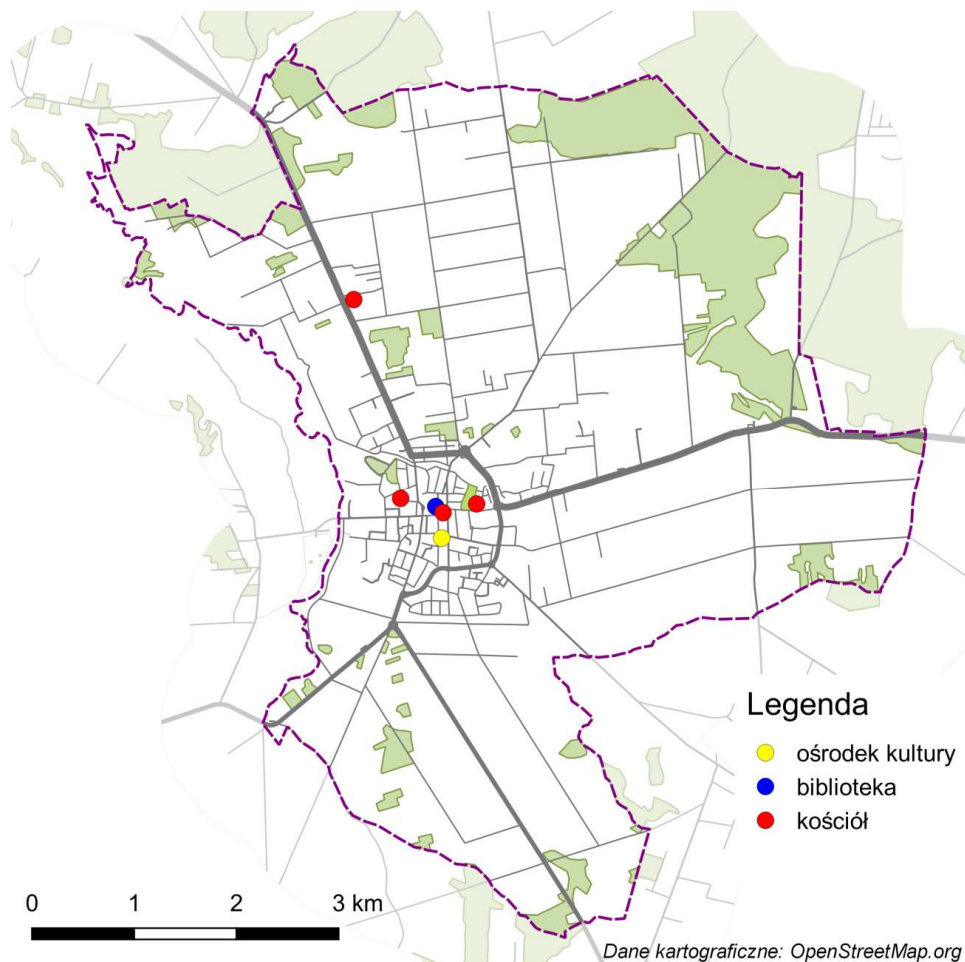 Legenda
ośrodek kultury
biblioteka
kościół
0 1 2 3 km
Dane kartograficzne: OpenStreetMap.org